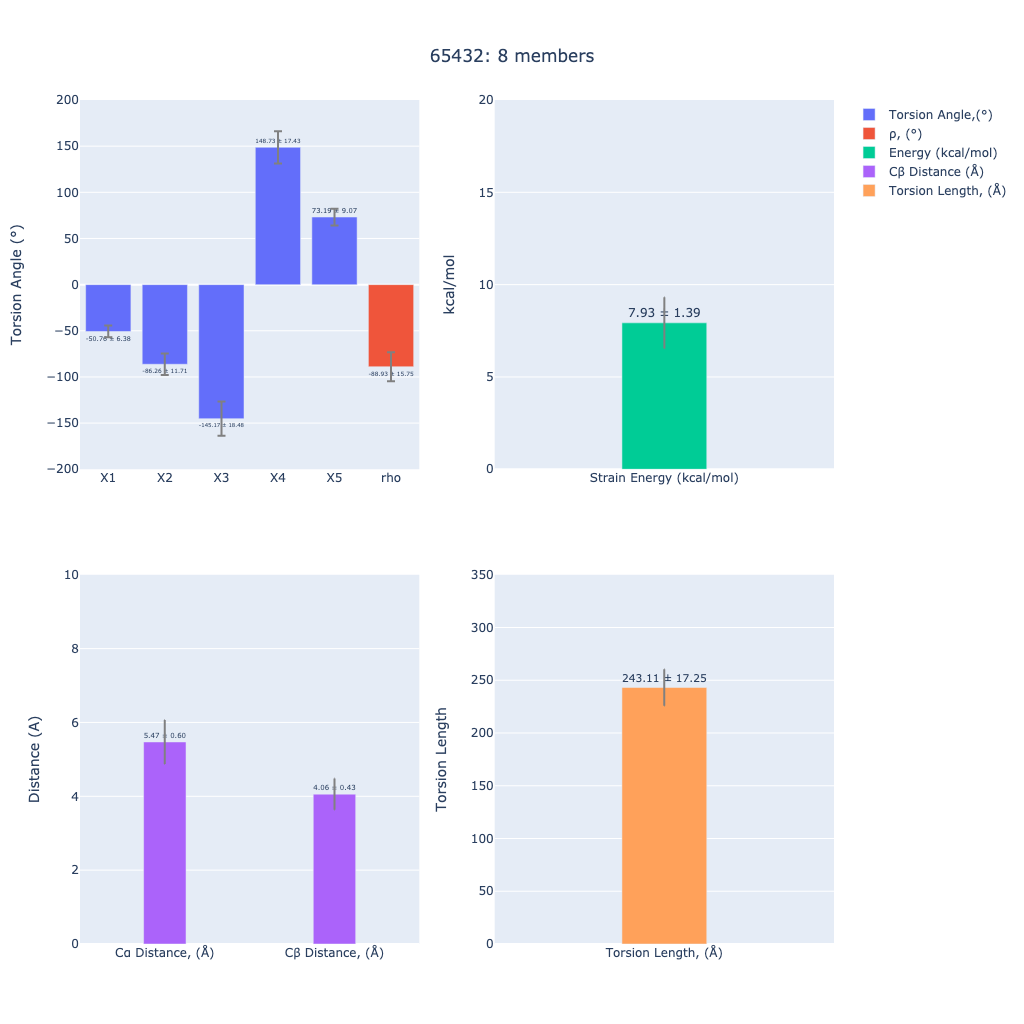 65432: 8 members
Torsion Angle (°)
200
150
100
50
0
−50
−100
−150
−200
148.73 ± 17.43
73.19 ± 9.07
-50.76 ± 6.38
-86.26 ± 11.71
-88.93 ± 15.75
-145.17 ± 18.48
X1 X2 X3 X4 X5 rho
kcal/mol
20
15
10
5
0
7.93 ± 1.39
Strain Energy (kcal/mol)
Torsion Angle,(°)
ρ, (°)
Energy (kcal/mol)
Cβ Distance (Å)
Torsion Length, (Å)
Distance (A)
10
8
6
4
2
0
5.47 ± 0.60
4.06 ± 0.43
Cα Distance, (Å) Cβ Distance, (Å)
Torsion Length
350
300
250
200
150
100
50
0
243.11 ± 17.25
Torsion Length, (Å)